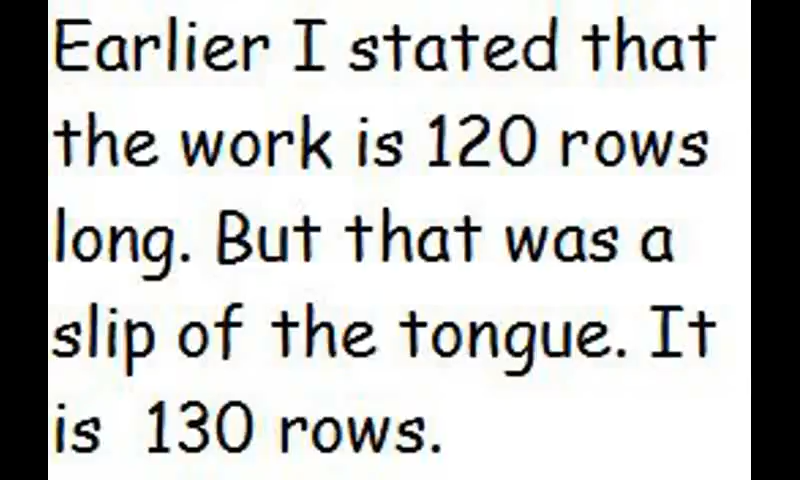 Earlier I stated that
the work is 120 rows
long. But that was a
slip of the tongue. It
is  130 rows.